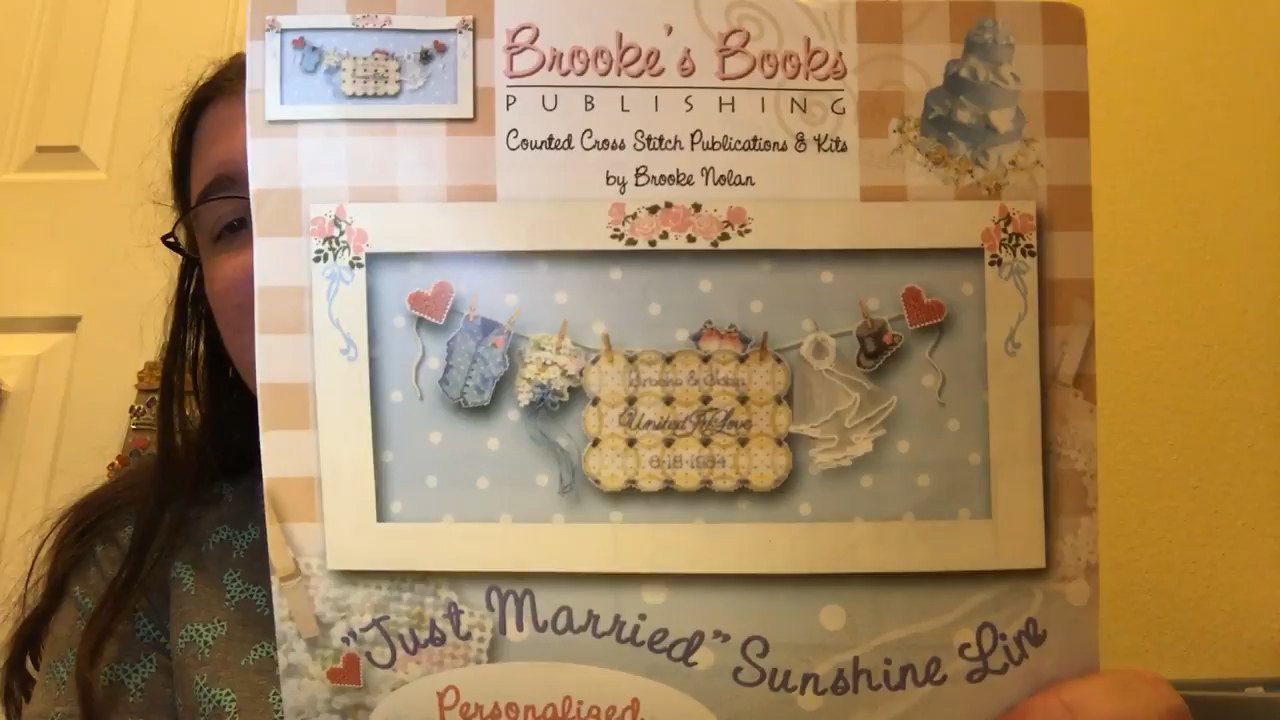 Brooke's Books
PUBLISHING
Counted Cross Stitch Publications & Kits
by Brooke Nolan
United In Love
"Just Married" Sunshine Line
Personalized